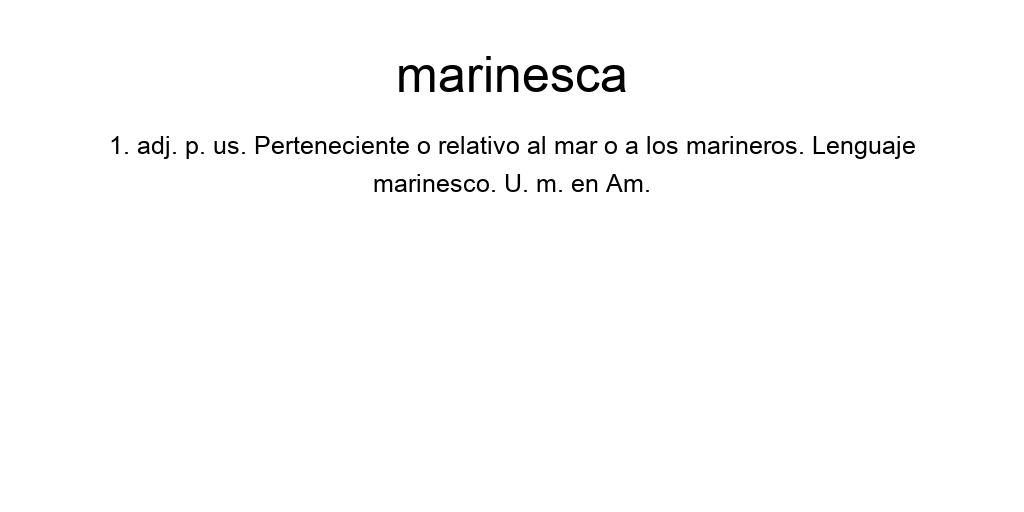 marinesca
1. adj. p. us. Perteneciente o relativo al mar o a los marineros. Lenguaje
marinesco. U. m. en Am.